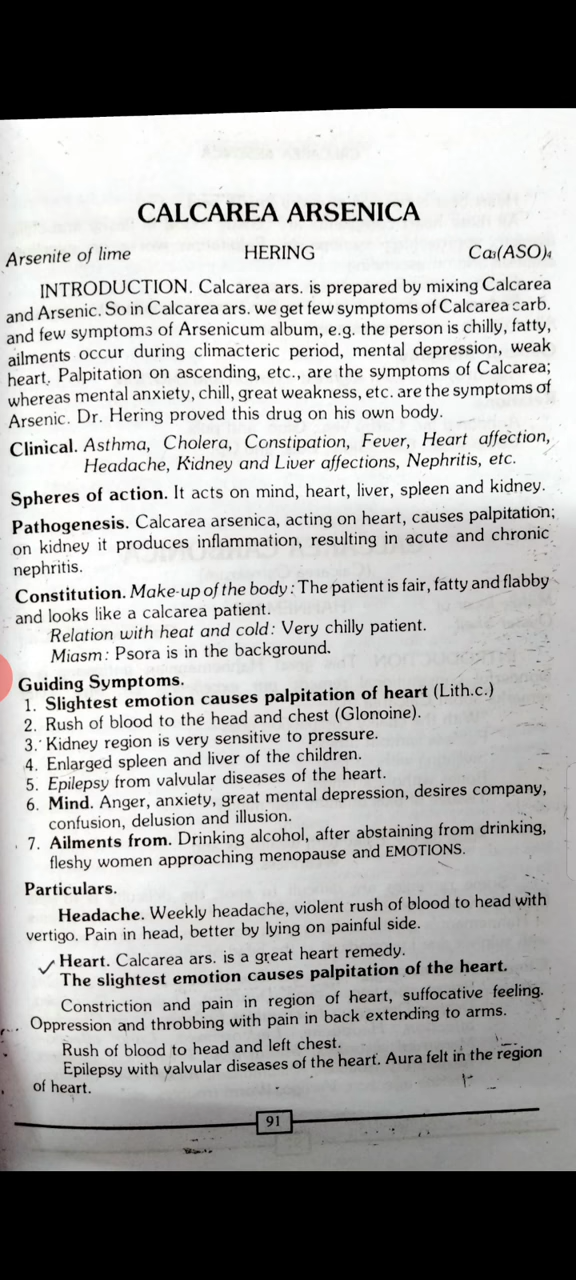 CALCAREA ARSENICA
Arsenite of lime HERING Ca₃(ASO)₄
INTRODUCTION. Calcarea ars. is prepared by mixing Calcarea
and Arsenic. So in Calcarea ars. we get few symptoms of Calcarea carb.
and few symptoms of Arsenicum album, e.g. the person is chilly, fatty,
ailments occur during climacteric period, mental depression, weak
heart. Palpitation on ascending, etc., are the symptoms of Calcarea;
whereas mental anxiety, chill, great weakness, etc. are the symptoms of
Arsenic. Dr. Hering proved this drug on his own body.
Clinical. Asthma, Cholera, Constipation, Fever, Heart affection,
Headache, Kidney and Liver affections, Nephritis, etc.
Spheres of action. It acts on mind, heart, liver, spleen and kidney.
Pathogenesis. Calcarea arsenica, acting on heart, causes palpitation;
on kidney it produces inflammation, resulting in acute and chronic
nephritis.
Constitution. Make-up of the body : The patient is fair, fatty and flabby
and looks like a calcarea patient.
Relation with heat and cold : Very chilly patient.
Miasm : Psora is in the background.
Guiding Symptoms.
1. Slightest emotion causes palpitation of heart (Lith.c.)
2. Rush of blood to the head and chest (Glonoine).
3. Kidney region is very sensitive to pressure.
4. Enlarged spleen and liver of the children.
5. Epilepsy from valvular diseases of the heart.
6. Mind. Anger, anxiety, great mental depression, desires company,
confusion, delusion and illusion.
7. Ailments from. Drinking alcohol, after abstaining from drinking,
fleshy women approaching menopause and EMOTIONS.
Particulars.
Headache. Weekly headache, violent rush of blood to head with
vertigo. Pain in head, better by lying on painful side.
Heart. Calcarea ars. is a great heart remedy.
The slightest emotion causes palpitation of the heart.
Constriction and pain in region of heart, suffocative feeling.
Oppression and throbbing with pain in back extending to arms.
Rush of blood to head and left chest.
Epilepsy with valvular diseases of the heart. Aura felt in the region
of heart.
91